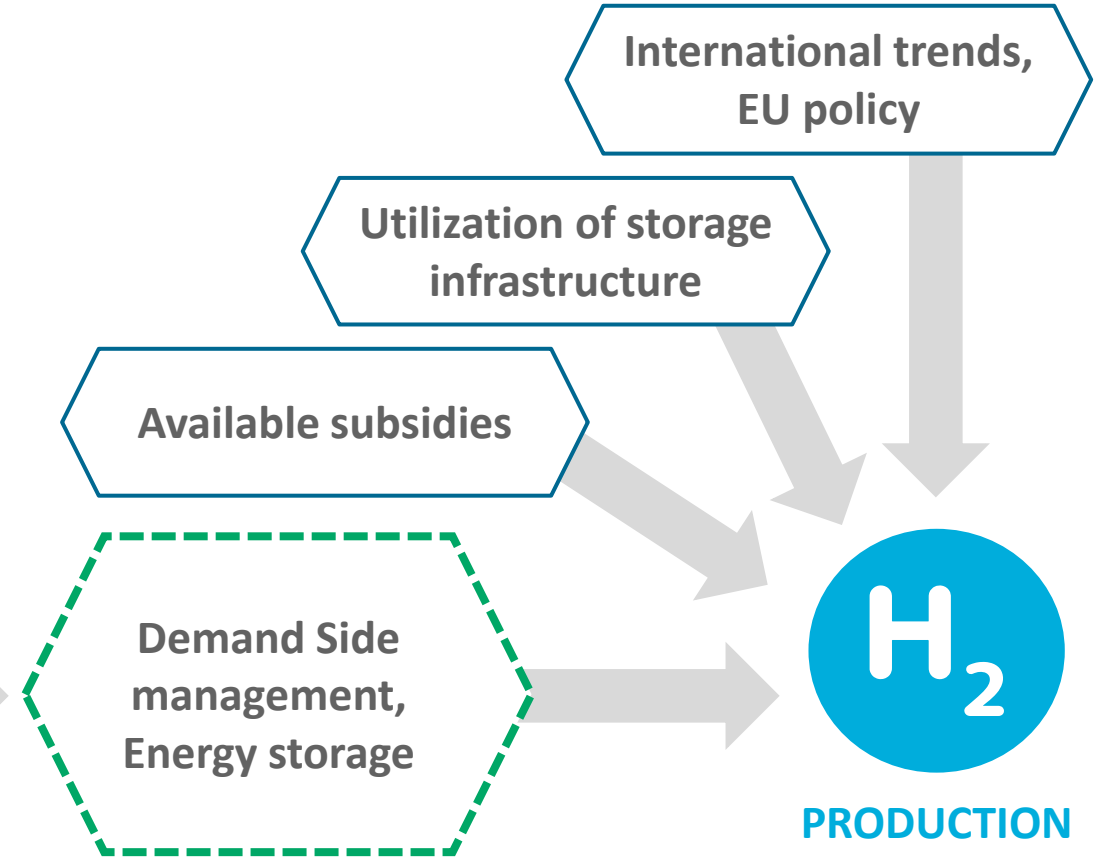 International trends,
EU policy
Utilization of storage
infrastructure
Available subsidies
Demand Side
management,
Energy storage
H₂
PRODUCTION